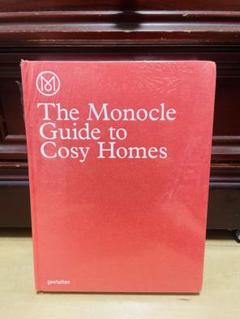 The Monocle
Guide to
Cosy Homes
gestalten